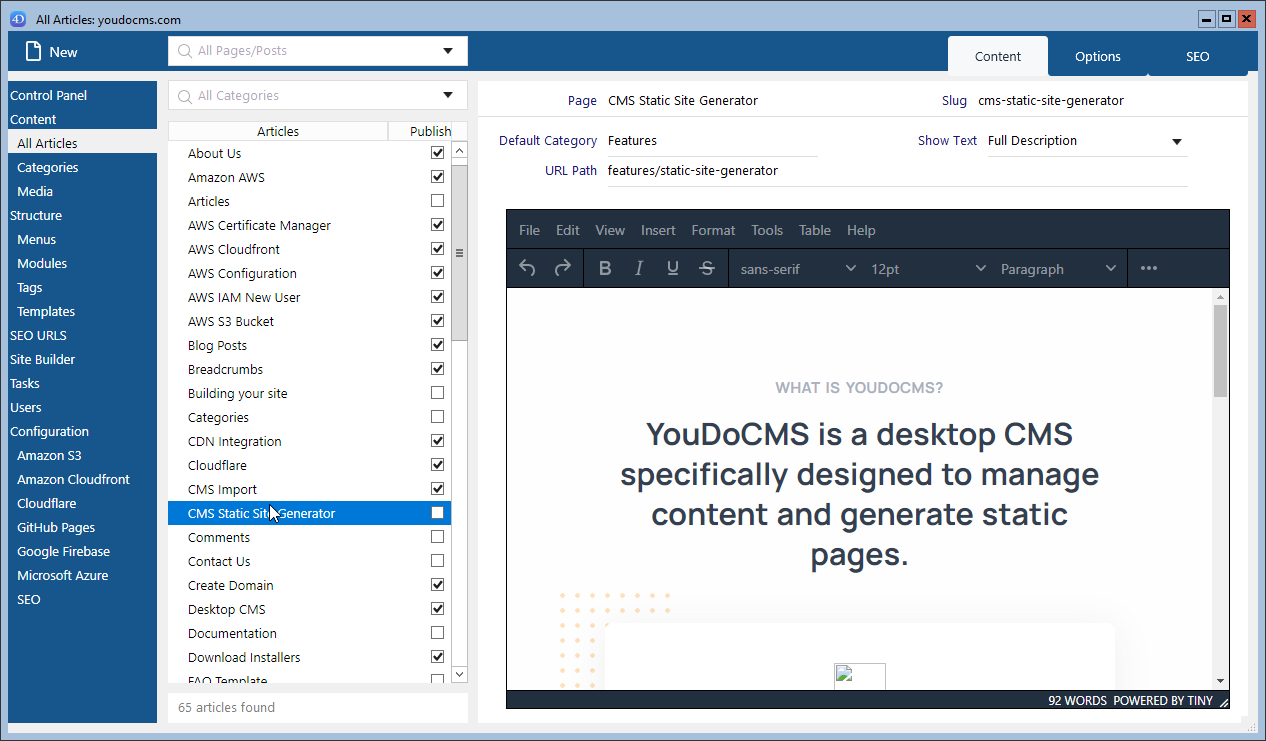 4D All Articles: youdocms.com
New
All Pages/Posts
Content Options SEO
Control Panel
Content
All Articles
Categories
Media
Structure
Menus
Modules
Tags
Templates
SEO URLS
Site Builder
Tasks
Users
Configuration
Amazon S3
Amazon Cloudfront
Cloudflare
GitHub Pages
Google Firebase
Microsoft Azure
SEO
All Categories
Articles Publish
About Us
Amazon AWS
Articles
AWS Certificate Manager
AWS Cloudfront
AWS Configuration
AWS IAM New User
AWS S3 Bucket
Blog Posts
Breadcrumbs
Building your site
Categories
CDN Integration
Cloudflare
CMS Import
CMS Static Site Generator
Comments
Contact Us
Create Domain
Desktop CMS
Documentation
Download Installers
FAQ Template
65 articles found
Page CMS Static Site Generator Slug cms-static-site-generator
Default Category Features Show Text Full Description
URL Path features/static-site-generator
File Edit View Insert Format Tools Table Help
B I U S sans-serif 12pt Paragraph
WHAT IS YOUDOCMS?
YouDoCMS is a desktop CMS
specifically designed to manage
content and generate static
pages.
92 WORDS POWERED BY TINY